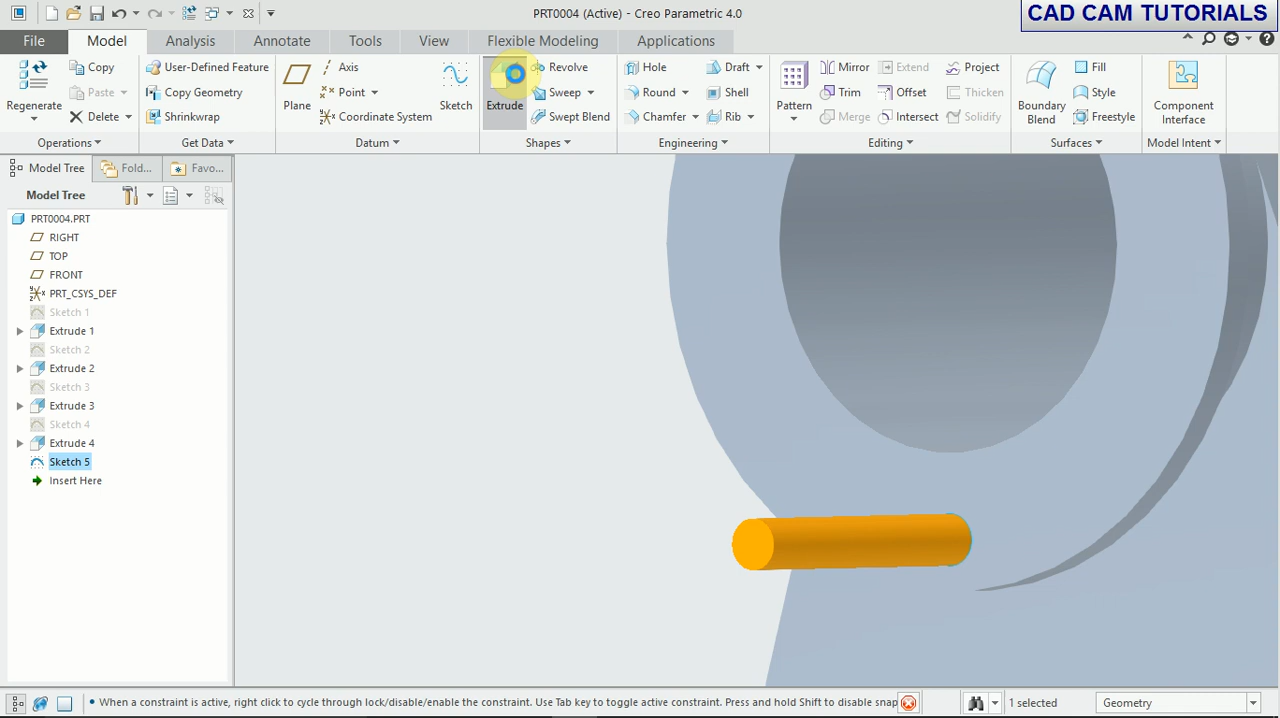 PRT0004 (Active) - Creo Parametric 4.0
CAD CAM TUTORIALS
File Model Analysis Annotate Tools View Flexible Modeling Applications
Regenerate
Copy
Paste
Delete
Operations
User-Defined Feature
Copy Geometry
Shrinkwrap
Get Data
Plane
Axis
Point
Coordinate System
Sketch
Datum
Extrude
Revolve
Sweep
Swept Blend
Shapes
Hole
Round
Chamfer
Draft
Shell
Rib
Engineering
Pattern
Mirror
Trim
Merge
Extend
Offset
Intersect
Project
Thicken
Solidify
Editing
Boundary
Blend
Fill
Style
Freestyle
Surfaces
Component
Interface
Model Intent
Model Tree Fold... Favo...
Model Tree
PRT0004.PRT
RIGHT
TOP
FRONT
PRT_CSYS_DEF
Sketch 1
Extrude 1
Sketch 2
Extrude 2
Sketch 3
Extrude 3
Sketch 4
Extrude 4
Sketch 5
Insert Here
• When a constraint is active, right click to cycle through lock/disable/enable the constraint. Use Tab key to toggle active constraint. Press and hold Shift to disable snap
1 selected
Geometry